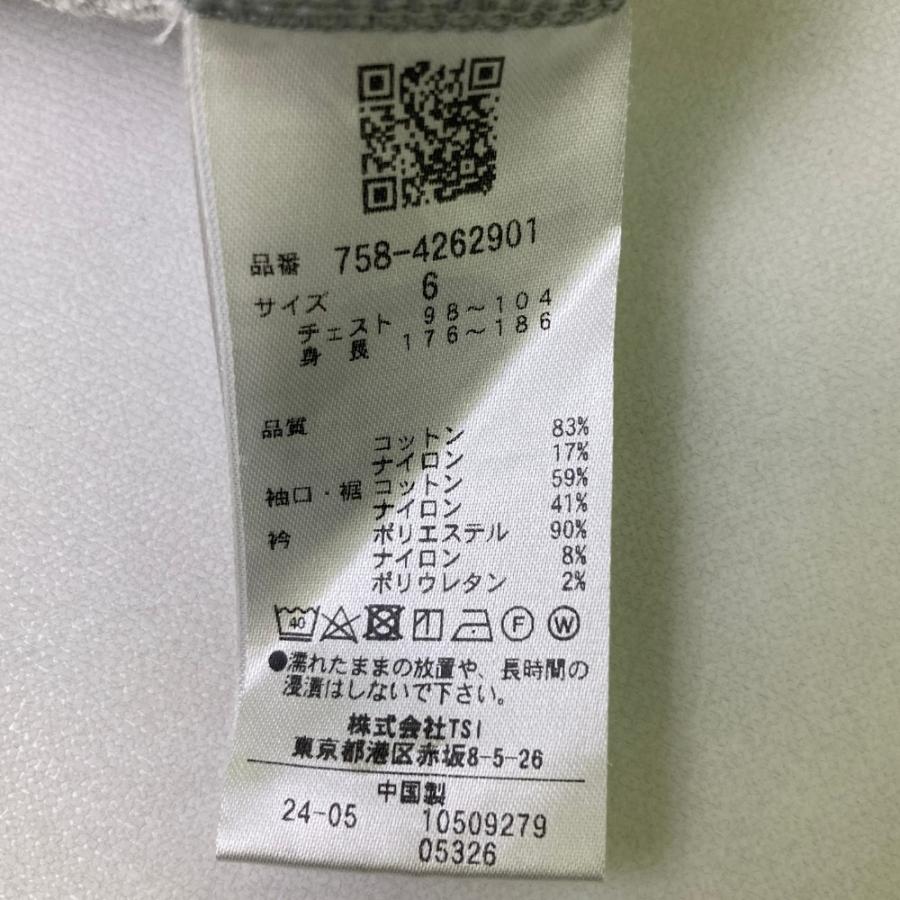 品番 758-4262901
サイズ 6
チェスト 98～104
身長 176～186
品質 コットン 83%
ナイロン 17%
袖口・裾 コットン 59%
ナイロン 41%
衿 ポリエステル 90%
ナイロン 8%
ポリウレタン 2%
40 F W
●濡れたままの放置や、長時間の
浸漬はしないで下さい。
株式会社TSI
東京都港区赤坂8-5-26
中国製
24-05 10509279
05326